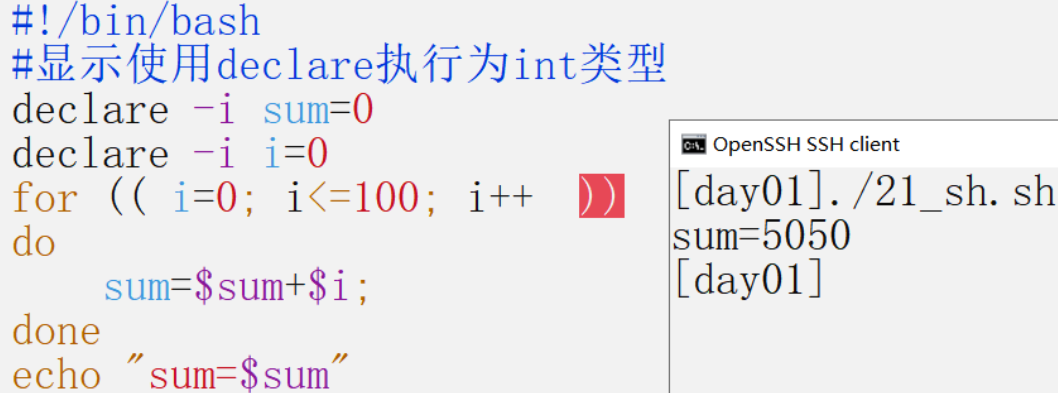 #!/bin/bash
#显示使用declare执行为int类型
declare -i sum=0
declare -i i=0
for (( i=0; i<=100; i++  ))
do
    sum=$sum+$i;
done
echo "sum=$sum"
OpenSSH SSH client
[day01]./21_sh.sh
sum=5050
[day01]